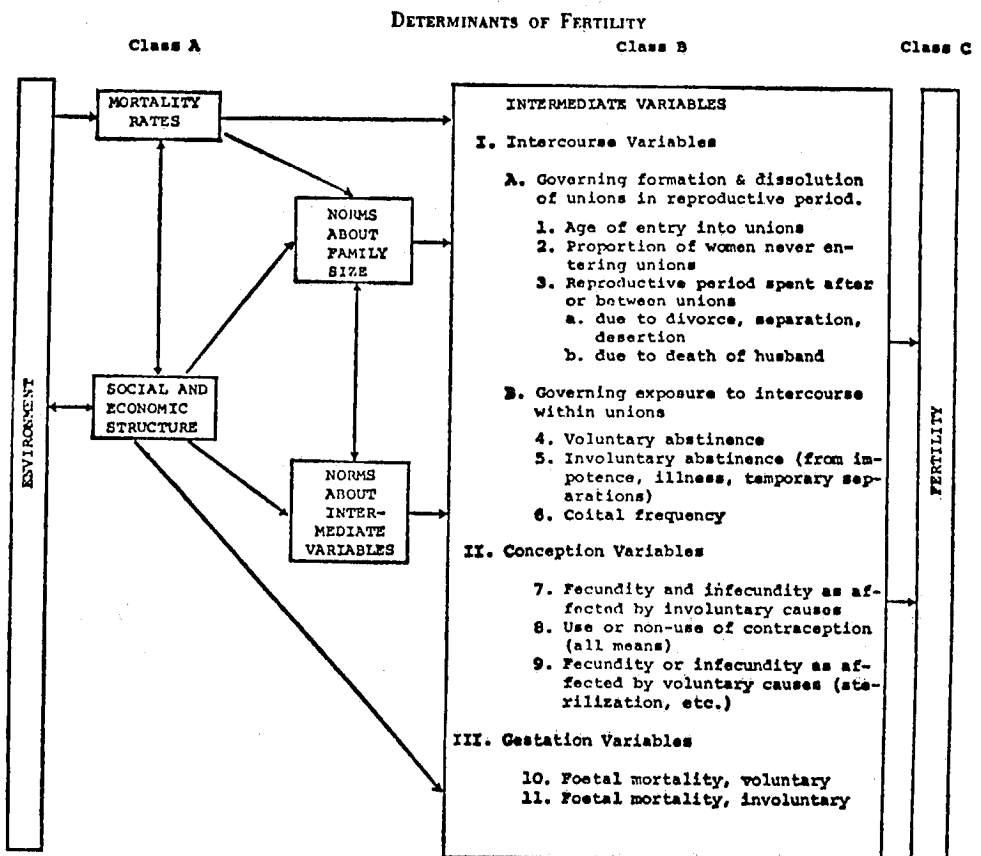 DETERMINANTS OF FERTILITY
Class A
Class B
Class C
ENVIRONMENT
MORTALITY
RATES
NORMS
ABOUT
FAMILY
SIZE
SOCIAL AND
ECONOMIC
STRUCTURE
NORMS
ABOUT
INTER-
MEDIATE
VARIABLES
INTERMEDIATE VARIABLES
I. Intercourse Variables
A. Governing formation & dissolution
of unions in reproductive period.
1. Age of entry into unions
2. Proportion of women never en-
tering unions
3. Reproductive period spent after
or between unions
a. due to divorce, separation,
desertion
b. due to death of husband
B. Governing exposure to intercourse
within unions
4. Voluntary abstinence
5. Involuntary abstinence (from im-
potence, illness, temporary sep-
arations)
6. Coital frequency
II. Conception Variables
7. Fecundity and infecundity as af-
fected by involuntary causes
8. Use or non-use of contraception
(all means)
9. Fecundity or infecundity as af-
fected by voluntary causes (ste-
rilization, etc.)
III. Gestation Variables
10. Foetal mortality, voluntary
11. Foetal mortality, involuntary
FERTILITY